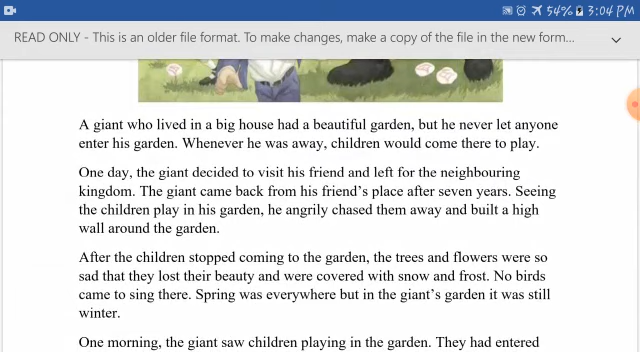 54% 3:04 PM
READ ONLY - This is an older file format. To make changes, make a copy of the file in the new form...
A giant who lived in a big house had a beautiful garden, but he never let anyone
enter his garden. Whenever he was away, children would come there to play.
One day, the giant decided to visit his friend and left for the neighbouring
kingdom. The giant came back from his friend’s place after seven years. Seeing
the children play in his garden, he angrily chased them away and built a high
wall around the garden.
After the children stopped coming to the garden, the trees and flowers were so
sad that they lost their beauty and were covered with snow and frost. No birds
came to sing there. Spring was everywhere but in the giant’s garden it was still
winter.
One morning, the giant saw children playing in the garden. They had entered